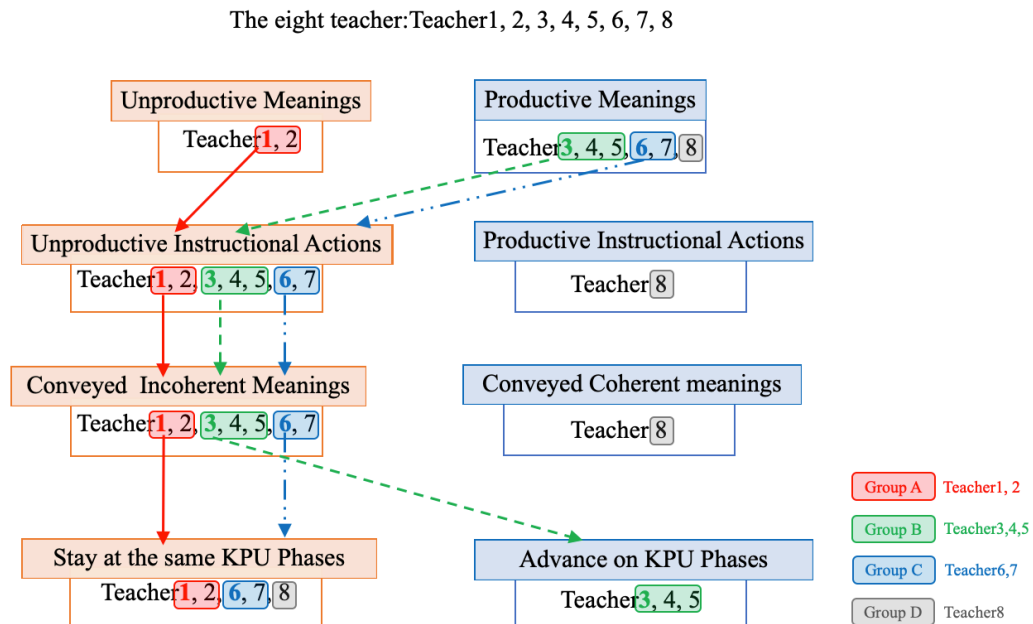 The eight teacher:Teacher1, 2, 3, 4, 5, 6, 7, 8
Unproductive Meanings
Teacher1, 2
Productive Meanings
Teacher3, 4, 5, 6, 7, 8
Unproductive Instructional Actions
Teacher1, 2, 3, 4, 5, 6, 7
Productive Instructional Actions
Teacher 8
Conveyed Incoherent Meanings
Teacher1, 2, 3, 4, 5, 6, 7
Conveyed Coherent meanings
Teacher 8
Stay at the same KPU Phases
Teacher1, 2, 6, 7, 8
Advance on KPU Phases
Teacher3, 4, 5
Group A Teacher1, 2
Group B Teacher3,4,5
Group C Teacher6,7
Group D Teacher8